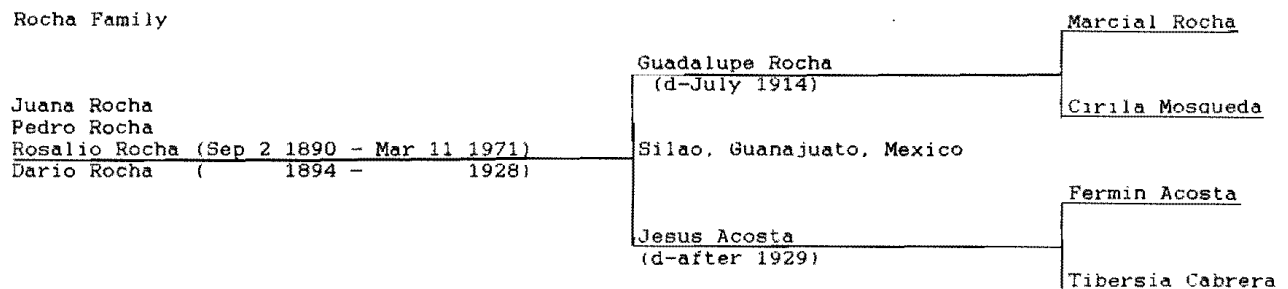 Rocha Family
Marcial Rocha
Guadalupe Rocha
(d-July 1914)
Juana Rocha
Cirila Mosqueda
Pedro Rocha
Rosalio Rocha (Sep 2 1890 - Mar 11 1971)
Silao, Guanajuato, Mexico
Dario Rocha ( 1894 - 1928)
Fermin Acosta
Jesus Acosta
(d-after 1929)
Tibersia Cabrera